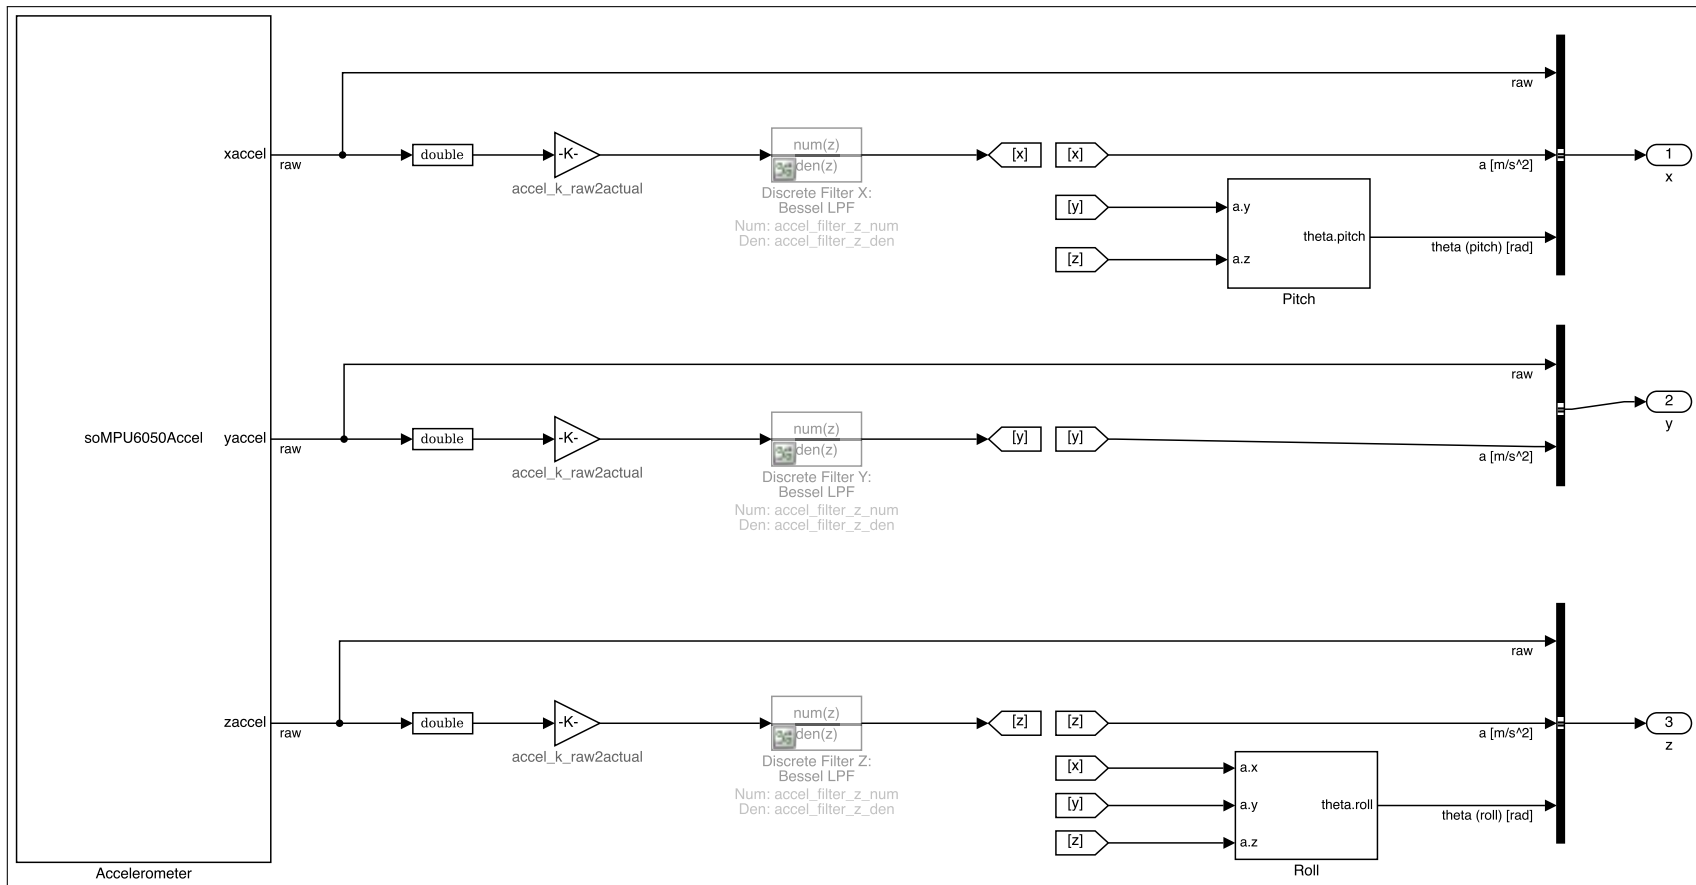 raw
xaccel
raw
double
-K-
accel_k_raw2actual
num(z)
den(z)
Discrete Filter X:
Bessel LPF
Num: accel_filter_z_num
Den: accel_filter_z_den
[x]
[x]
a [m/s^2]
1
x
[y]
[z]
a.y
a.z
theta.pitch
Pitch
theta (pitch) [rad]
raw
soMPU6050Accel
yaccel
raw
double
-K-
accel_k_raw2actual
num(z)
den(z)
Discrete Filter Y:
Bessel LPF
Num: accel_filter_z_num
Den: accel_filter_z_den
[y]
[y]
a [m/s^2]
2
y
raw
zaccel
raw
double
-K-
accel_k_raw2actual
num(z)
den(z)
Discrete Filter Z:
Bessel LPF
Num: accel_filter_z_num
Den: accel_filter_z_den
[z]
[z]
a [m/s^2]
3
z
[x]
[y]
[z]
a.x
a.y
a.z
theta.roll
Roll
theta (roll) [rad]
Accelerometer